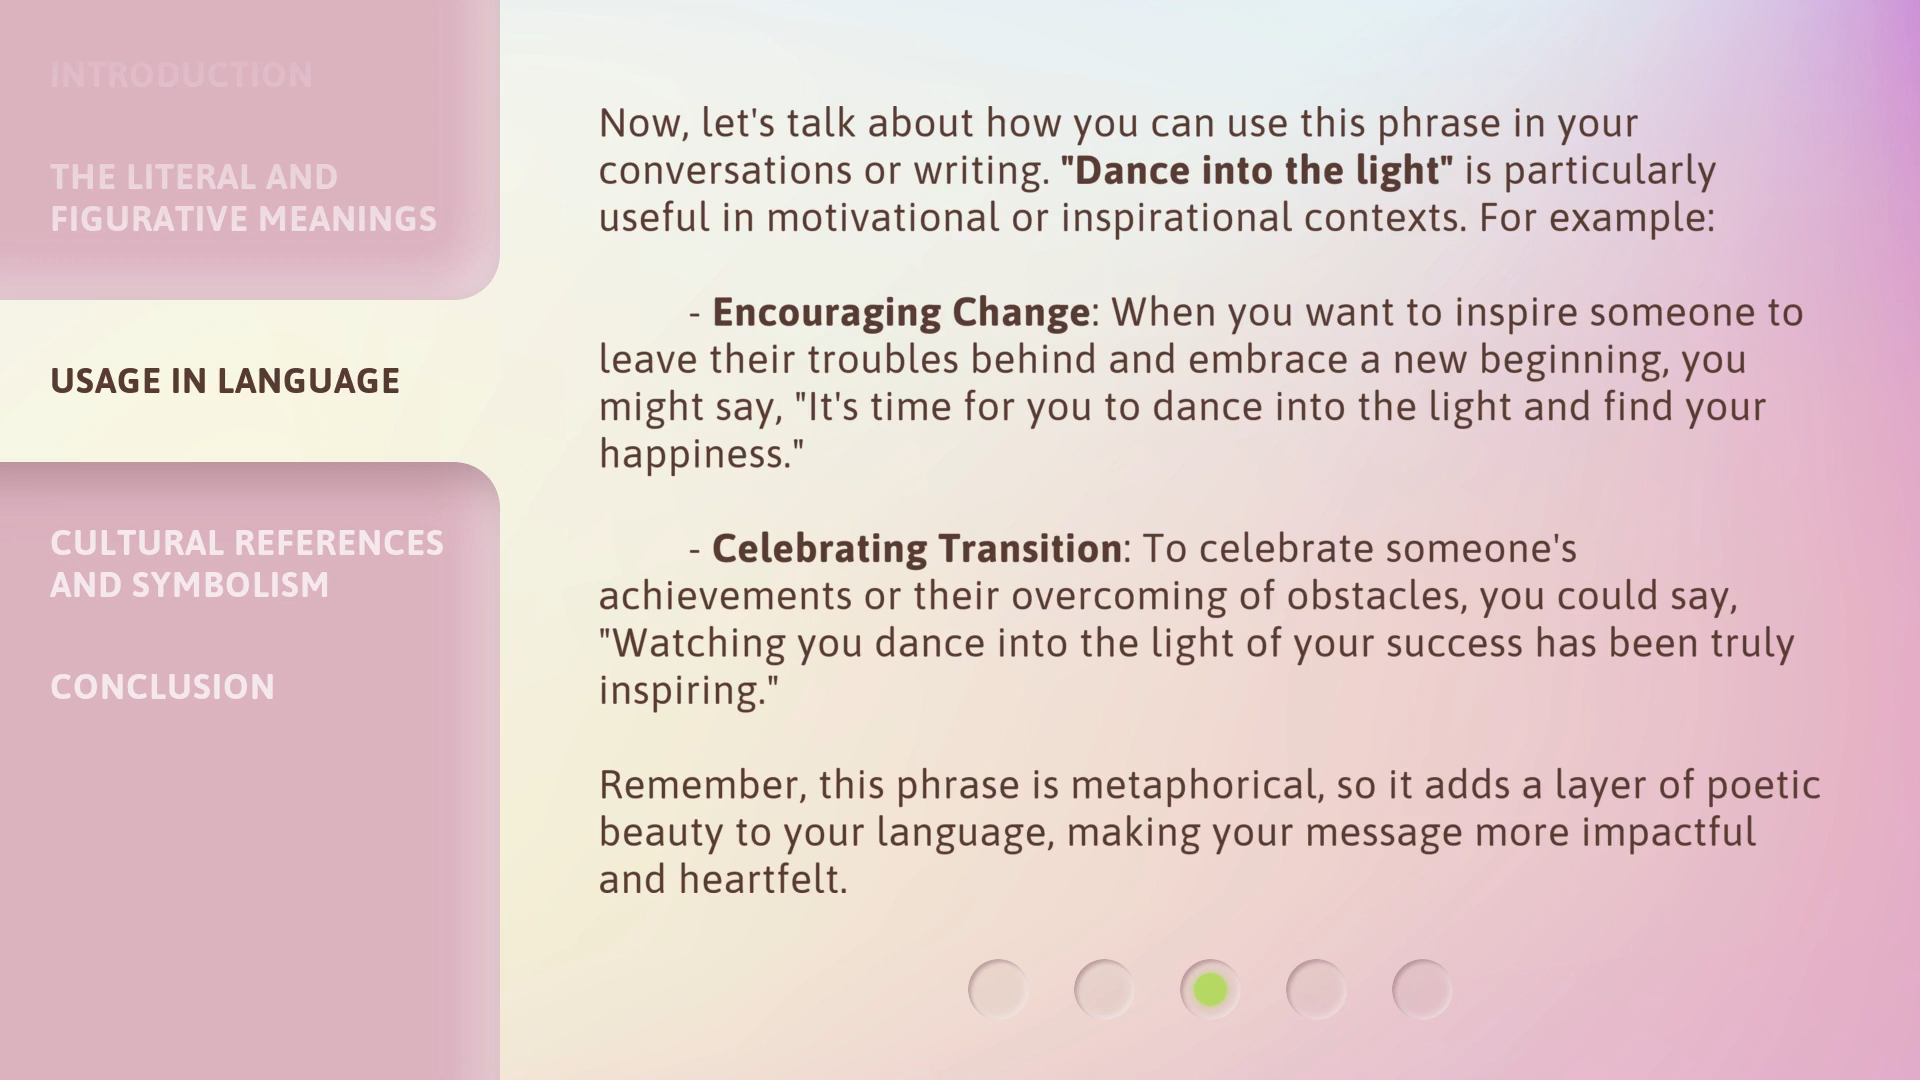 INTRODUCTION
THE LITERAL AND
FIGURATIVE MEANINGS
USAGE IN LANGUAGE
CULTURAL REFERENCES
AND SYMBOLISM
CONCLUSION
Now, let's talk about how you can use this phrase in your
conversations or writing. "Dance into the light" is particularly
useful in motivational or inspirational contexts. For example:
- Encouraging Change: When you want to inspire someone to
leave their troubles behind and embrace a new beginning, you
might say, "It's time for you to dance into the light and find your
happiness."
- Celebrating Transition: To celebrate someone's
achievements or their overcoming of obstacles, you could say,
"Watching you dance into the light of your success has been truly
inspiring."
Remember, this phrase is metaphorical, so it adds a layer of poetic
beauty to your language, making your message more impactful
and heartfelt.